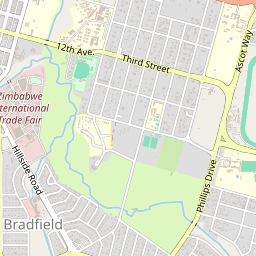 12th Ave.
Third Street
Ascot Way
Zimbabwe
International
Trade Fair
Hillside Road
Phillips Drive
Bradfield